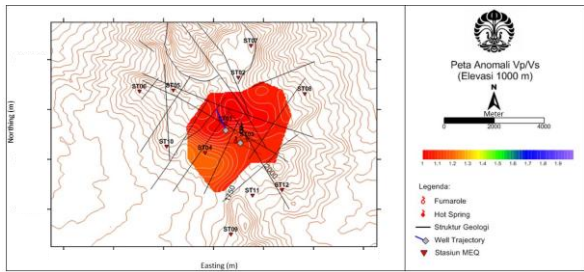 ST07
ST02
ST06
ST05
ST08
ST10
ST04
ST11
ST12
ST09
1750
2000
Northing (m)
Easting (m)
Peta Anomali Vp/Vs
(Elevasi 1000 m)
N
Meter
0 2000 4000
1 1.1 1.2 1.3 1.4 1.5 1.6 1.7 1.8 1.9
Legenda:
Fumarole
Hot Spring
Struktur Geologi
Well Trajectory
Stasiun MEQ